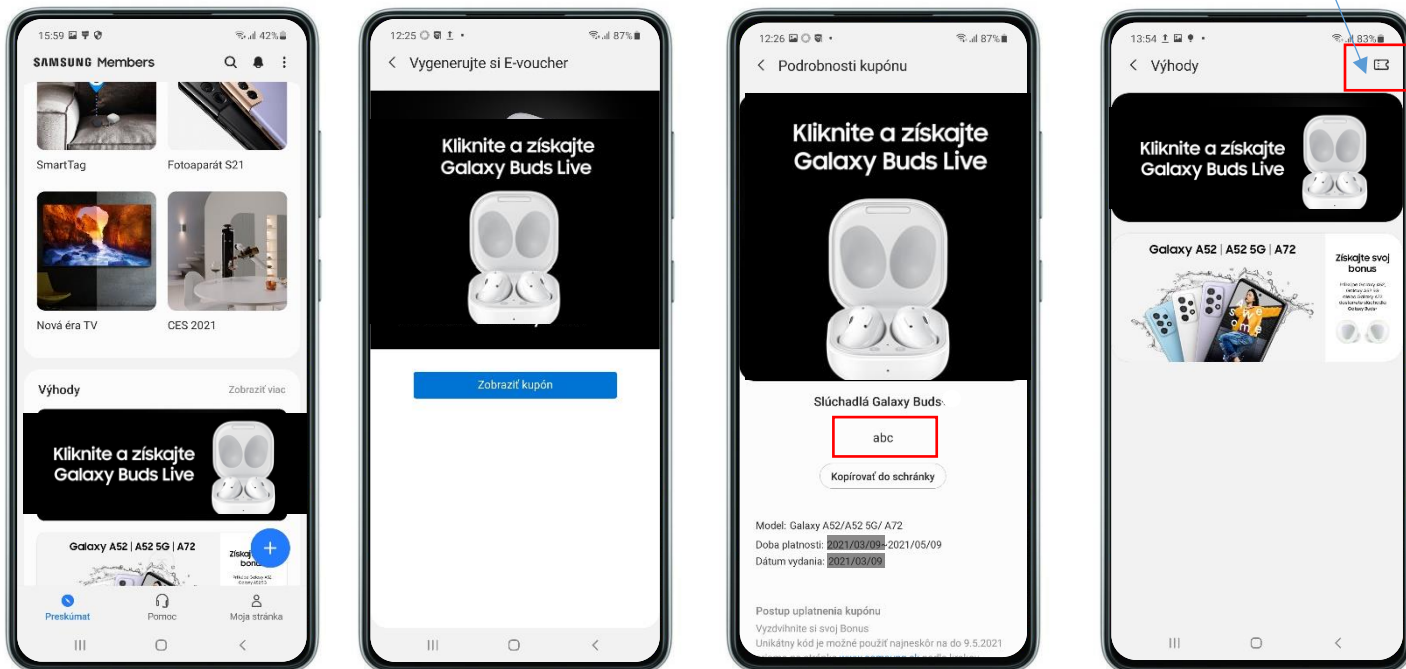 15:59
42%
SAMSUNG Members
SmartTag
Fotoaparát S21
Nová éra TV
CES 2021
Výhody
Zobraziť viac
Kliknite a získajte
Galaxy Buds Live
Galaxy A52 | A52 5G | A72
Preskúmať
Pomoc
Moja stránka
12:25
87%
Vygenerujte si E-voucher
Kliknite a získajte
Galaxy Buds Live
Zobraziť kupón
12:26
87%
Podrobnosti kupónu
Kliknite a získajte
Galaxy Buds Live
Slúchadlá Galaxy Buds
abc
Kopírovať do schránky
Model: Galaxy A52/A52 5G/ A72
Doba platnosti: 2021/03/09~2021/05/09
Dátum vydania: 2021/03/09
Postup uplatnenia kupónu
Vyzdvihnite si svoj Bonus
Unikátny kód je možné použiť najneskôr na do 9.5.2021
13:54
83%
Výhody
Kliknite a získajte
Galaxy Buds Live
Galaxy A52 | A52 5G | A72
Získajte svoj
bonus
awesome